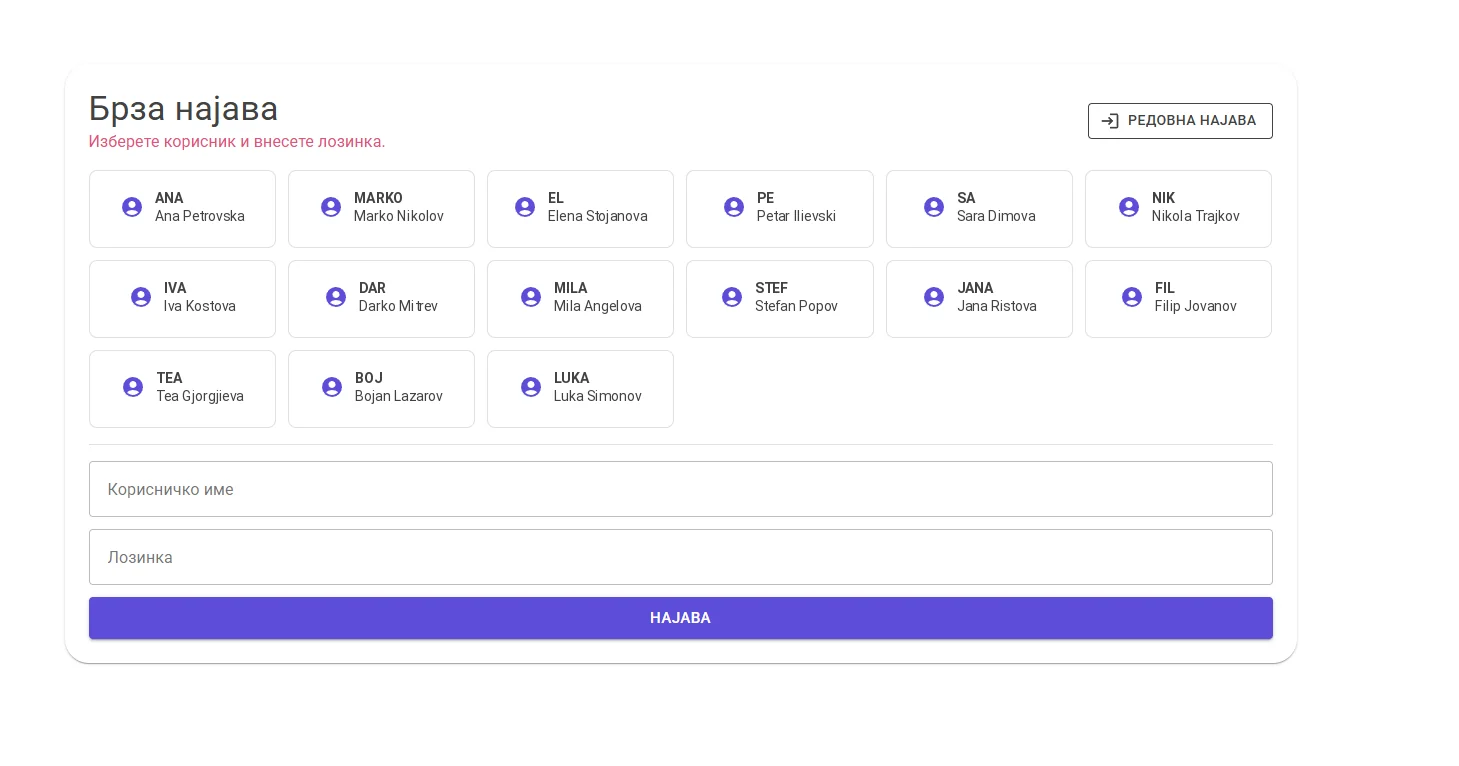 Брза најава
Изберете корисник и внесете лозинка.
РЕДОВНА НАЈАВА
ANA
Ana Petrovska
MARKO
Marko Nikolov
EL
Elena Stojanova
PE
Petar Ilievski
SA
Sara Dimova
NIK
Nikola Trajkov
IVA
Iva Kostova
DAR
Darko Mitrev
MILA
Mila Angelova
STEF
Stefan Popov
JANA
Jana Ristova
FIL
Filip Jovanov
TEA
Tea Gjorgjieva
BOJ
Bojan Lazarov
LUKA
Luka Simonov
Корисничко име
Лозинка
НАЈАВА